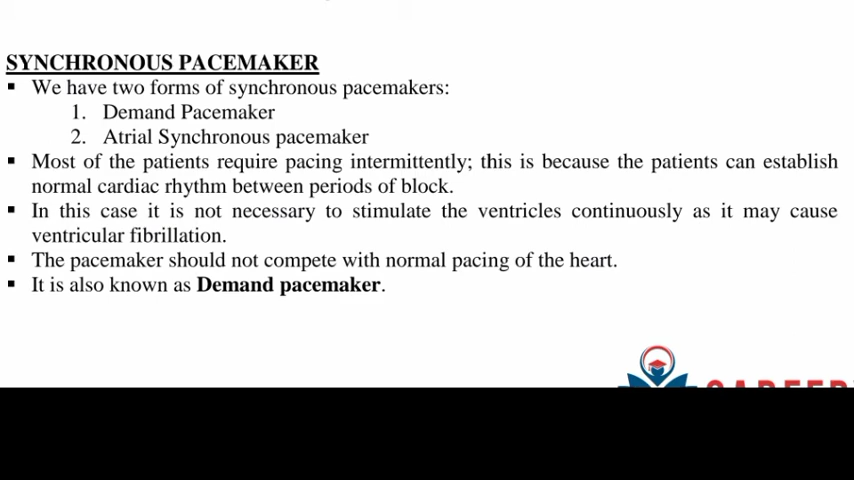 SYNCHRONOUS PACEMAKER
▪ We have two forms of synchronous pacemakers:
1. Demand Pacemaker
2. Atrial Synchronous pacemaker
▪ Most of the patients require pacing intermittently; this is because the patients can establish
normal cardiac rhythm between periods of block.
▪ In this case it is not necessary to stimulate the ventricles continuously as it may cause
ventricular fibrillation.
▪ The pacemaker should not compete with normal pacing of the heart.
▪ It is also known as Demand pacemaker.